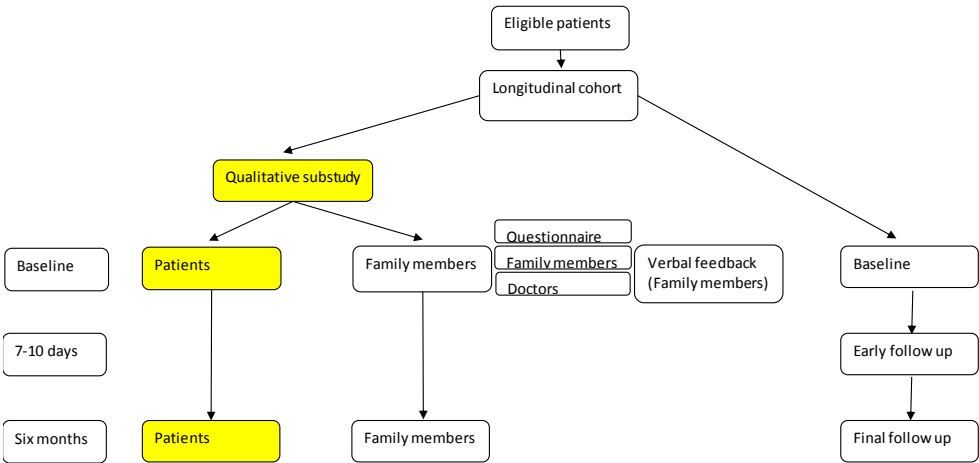 Eligible patients
Longitudinal cohort
Qualitative substudy
Questionnaire
Baseline
Patients
Family members
Family members
Doctors
Verbal feedback
(Family members)
Baseline
7-10 days
Early follow up
Six months
Patients
Family members
Final follow up